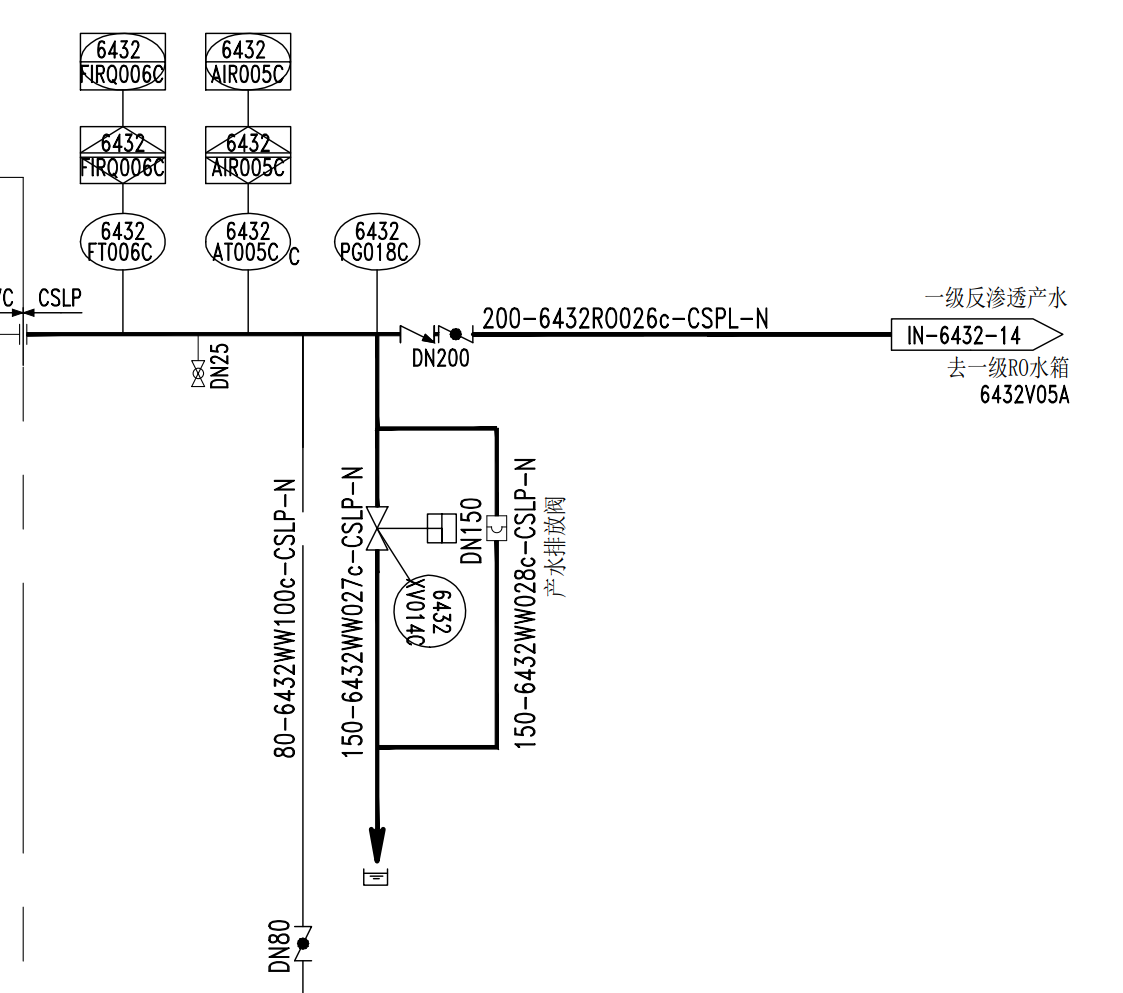 6432
FIRQ006C
6432
AIR005C
6432
FIRQ006C
6432
AIR005C
6432
FT006C
6432
AT005C
C
6432
PG018C
CSLP
200-6432RO026c-CSPL-N
一级反渗透产水
IN-6432-14
去一级RO水箱
6432V05A
DN200
DN25
80-6432WW100c-CSLP-N
150-6432WW027c-CSLP-N
DN150
150-6432WW028c-CSLP-N
产水排放阀
6432
XV014C
DN80